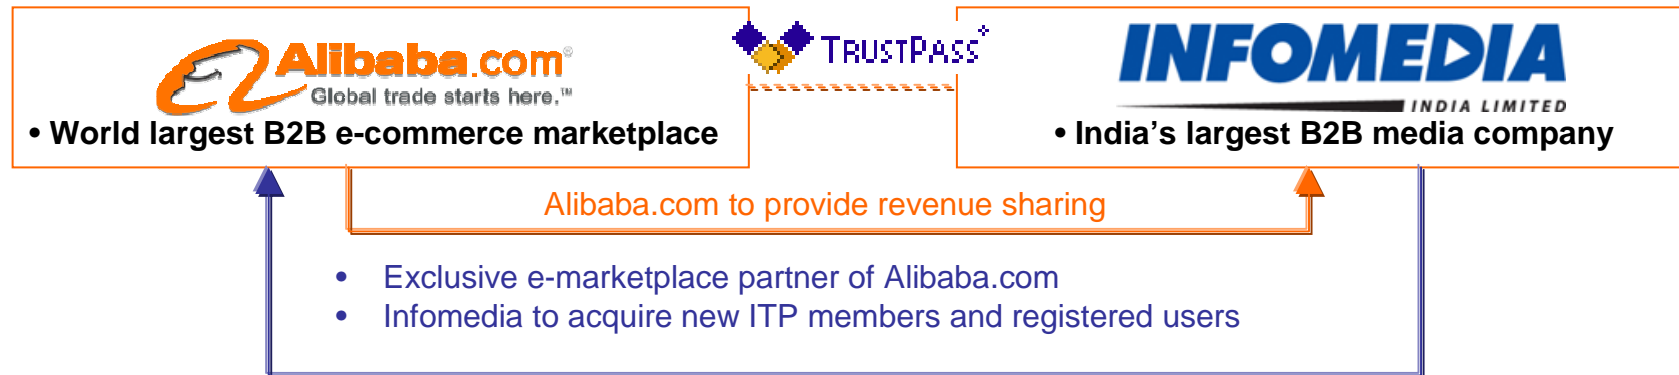 Alibaba.com®
Global trade starts here.™
• World largest B2B e-commerce marketplace
TRUSTPASS
INFOMEDIA
INDIA LIMITED
• India’s largest B2B media company
Alibaba.com to provide revenue sharing
• Exclusive e-marketplace partner of Alibaba.com
• Infomedia to acquire new ITP members and registered users